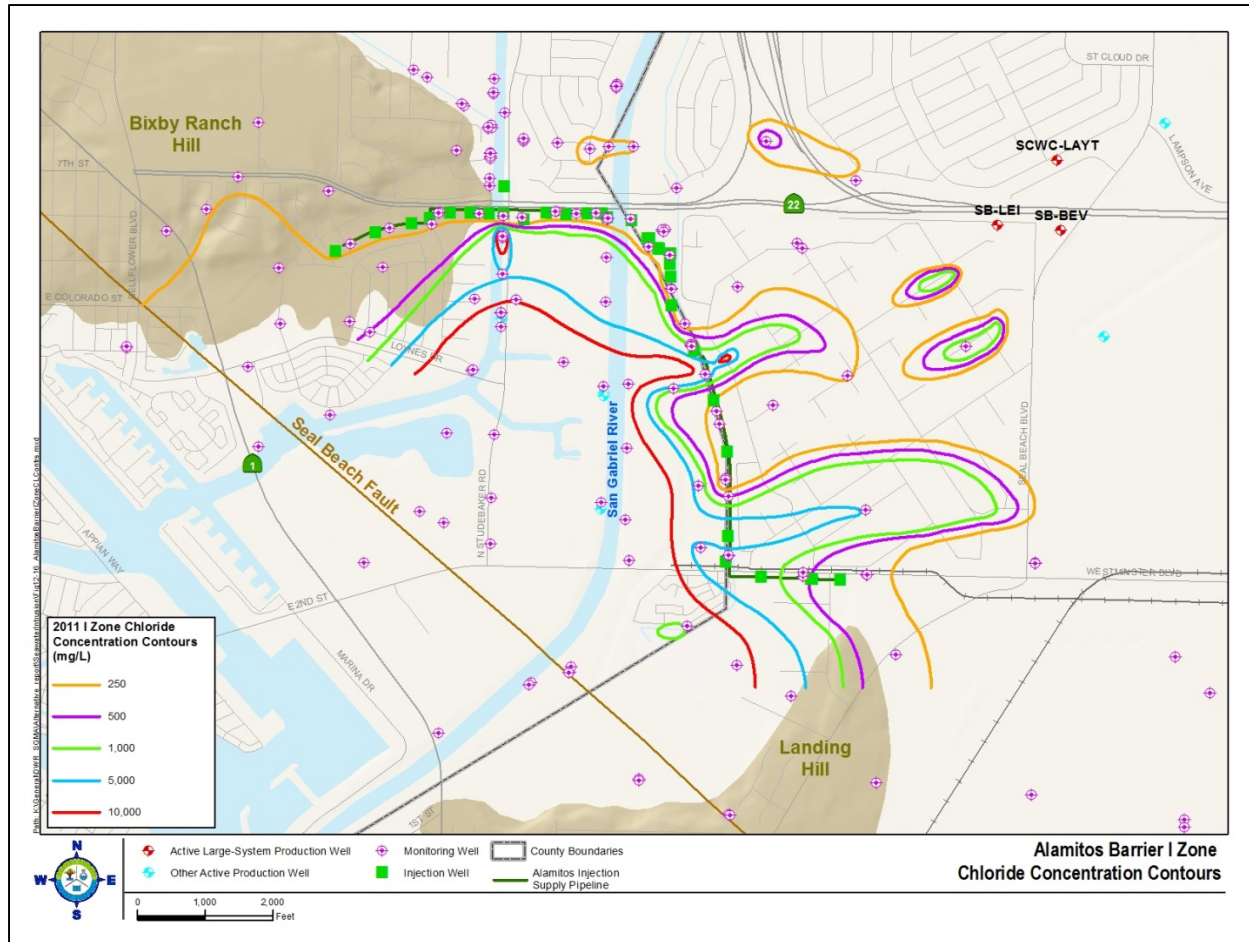 ST CLOUD DR
Bixby Ranch
Hill
SCWC-LAYT
LAMPSON AVE
7TH ST
22
SB-LEI
SB-BEV
BELLFLOWER BLVD
E COLORADO ST
LOYNES DR
San Gabriel River
Seal Beach Fault
1
SEAL BEACH BLVD
N STUDEBAKER RD
APPIAN WAY
WESTMINSTER BLVD
E 2ND ST
MARINA DR
Landing
Hill
1ST ST
2011 I Zone Chloride
Concentration Contours
(mg/L)
250
500
1,000
5,000
10,000
N
W
E
S
Active Large-System Production Well
Monitoring Well
County Boundaries
Other Active Production Well
Injection Well
Alamitos Injection
Supply Pipeline
0 1,000 2,000
Feet
Alamitos Barrier I Zone
Chloride Concentration Contours